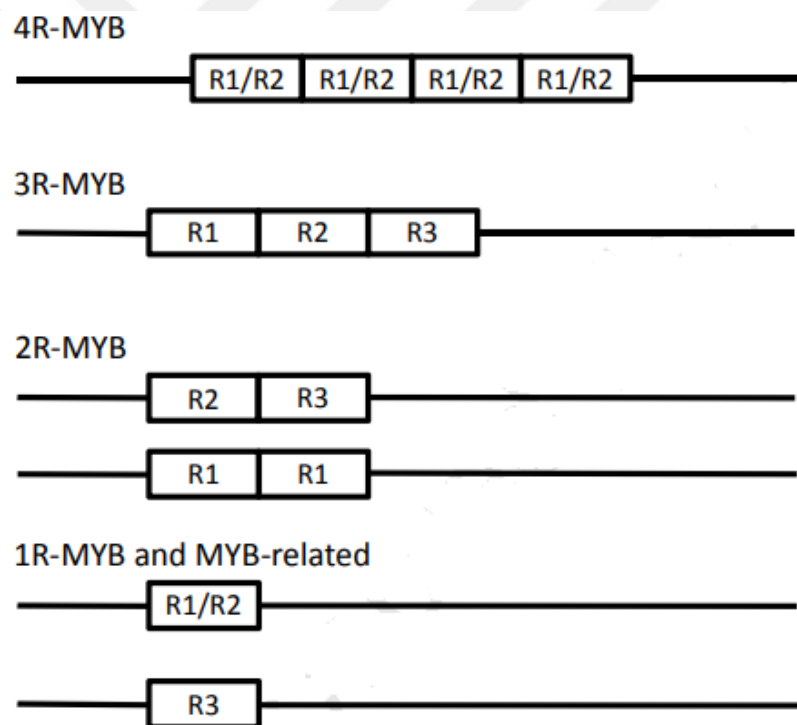 4R-MYB
R1/R2 R1/R2 R1/R2 R1/R2
3R-MYB
R1 R2 R3
2R-MYB
R2 R3
R1 R1
1R-MYB and MYB-related
R1/R2
R3